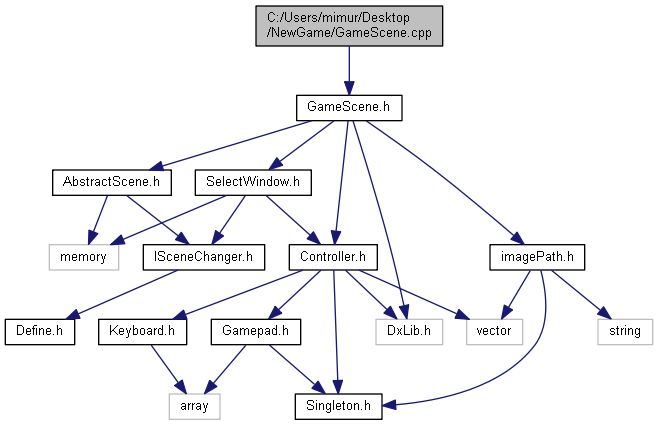 C:/Users/mimur/Desktop
/NewGame/GameScene.cpp
GameScene.h
AbstractScene.h
SelectWindow.h
memory
ISceneChanger.h
Controller.h
imagePath.h
Define.h
Keyboard.h
Gamepad.h
DxLib.h
vector
string
array
Singleton.h